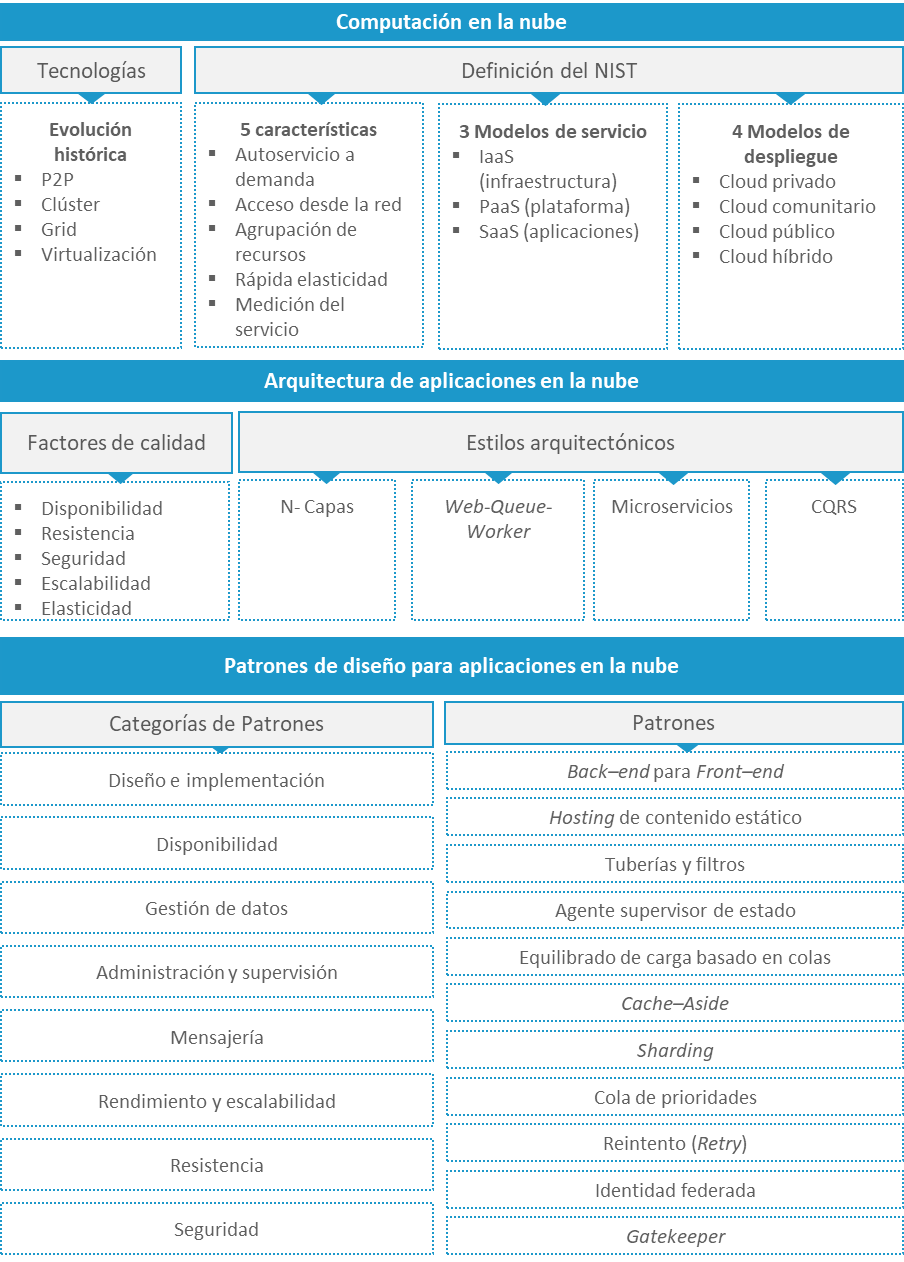 Computación en la nube
Tecnologías
Definición del NIST
Evolución
histórica
▪ P2P
▪ Clúster
▪ Grid
▪ Virtualización
5 características
▪ Autoservicio a
demanda
▪ Acceso desde la red
▪ Agrupación de
recursos
▪ Rápida elasticidad
▪ Medición del
servicio
3 Modelos de servicio
▪ IaaS
(infraestructura)
▪ PaaS (plataforma)
▪ SaaS (aplicaciones)
4 Modelos de
despliegue
▪ Cloud privado
▪ Cloud comunitario
▪ Cloud público
▪ Cloud híbrido
Arquitectura de aplicaciones en la nube
Factores de calidad
Estilos arquitectónicos
▪ Disponibilidad
▪ Resistencia
▪ Seguridad
▪ Escalabilidad
▪ Elasticidad
N- Capas
Web-Queue-
Worker
Microservicios
CQRS
Patrones de diseño para aplicaciones en la nube
Categorías de Patrones
Diseño e implementación
Disponibilidad
Gestión de datos
Administración y supervisión
Mensajería
Rendimiento y escalabilidad
Resistencia
Seguridad
Patrones
Back–end para Front–end
Hosting de contenido estático
Tuberías y filtros
Agente supervisor de estado
Equilibrado de carga basado en colas
Cache–Aside
Sharding
Cola de prioridades
Reintento (Retry)
Identidad federada
Gatekeeper